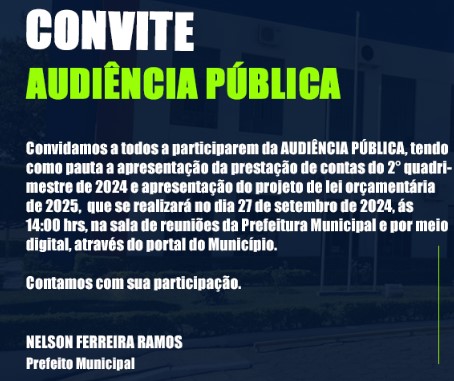 CONVITE
AUDIÊNCIA PÚBLICA
Convidamos a todos a participarem da AUDIÊNCIA PÚBLICA, tendo
como pauta a apresentação da prestação de contas do 2° quadri-
mestre de 2024 e apresentação do projeto de lei orçamentária
de 2025, que se realizará no dia 27 de setembro de 2024, ás
14:00 hrs, na sala de reuniões da Prefeitura Municipal e por meio
digital, através do portal do Município.
Contamos com sua participação.
NELSON FERREIRA RAMOS
Prefeito Municipal